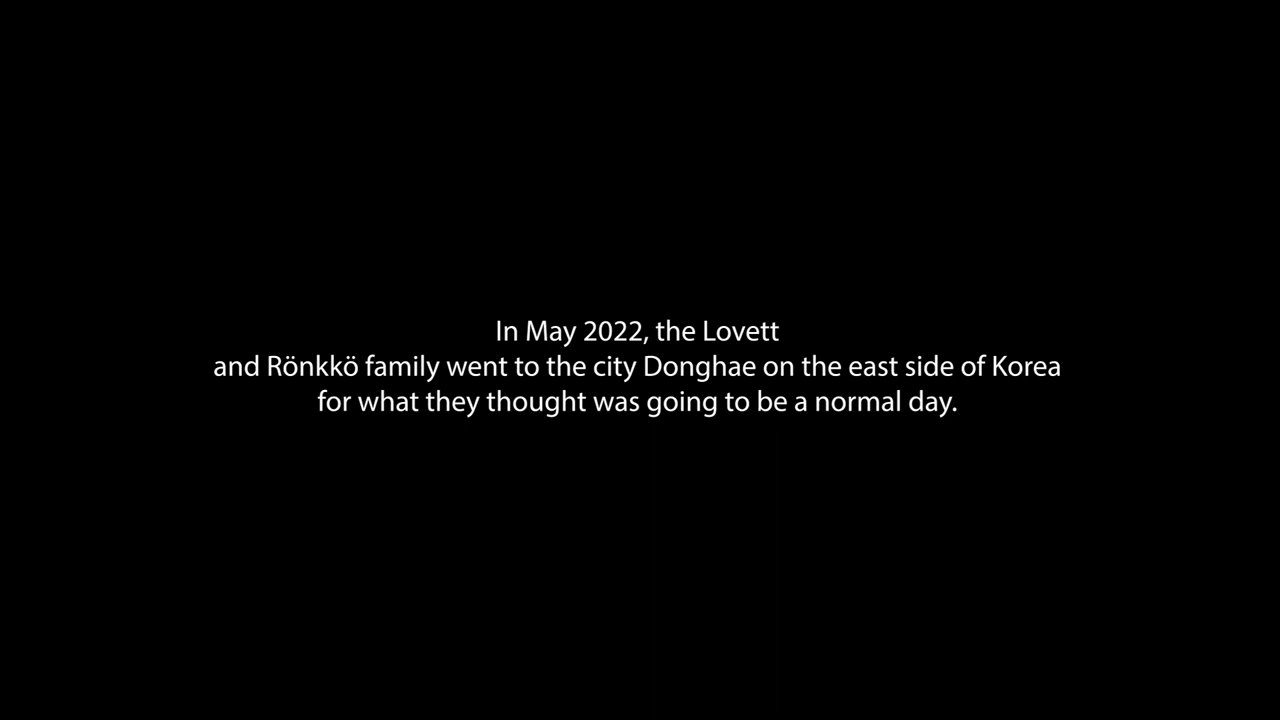 In May 2022, the Lovett
and Rönkkö family went to the city Donghae on the east side of Korea
for what they thought was going to be a normal day.